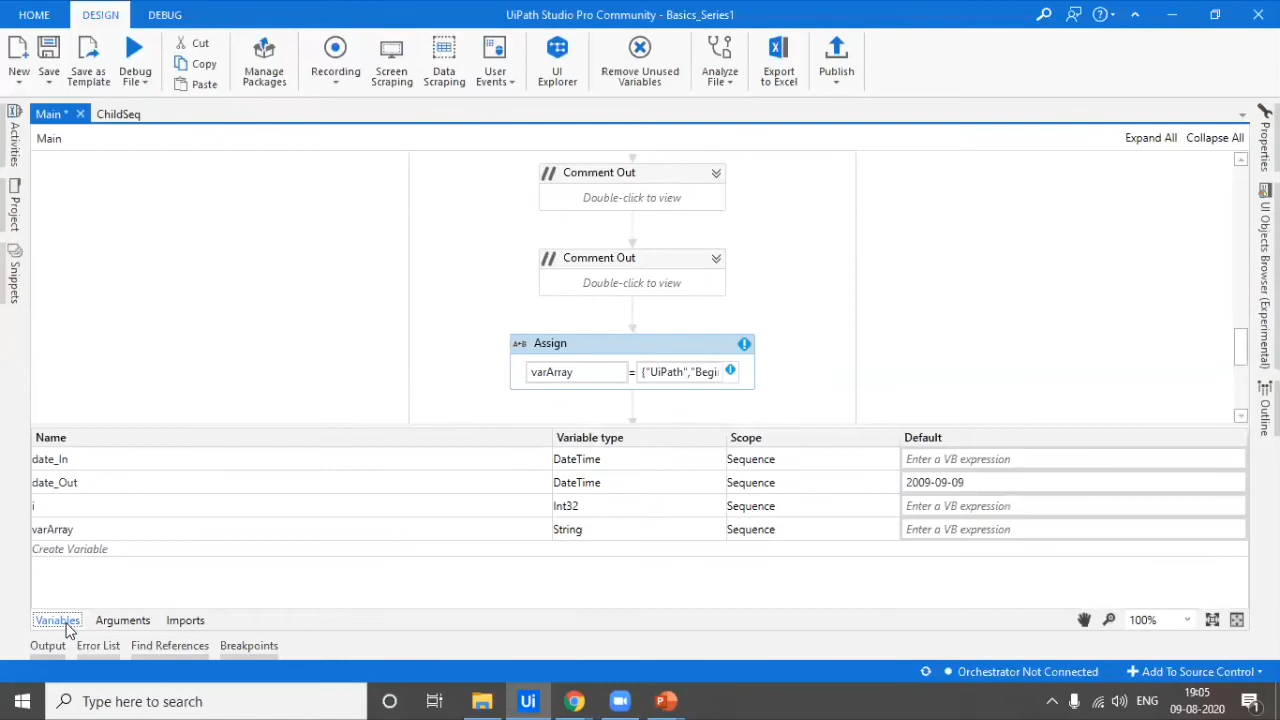 HOME DESIGN DEBUG UiPath Studio Pro Community - Basics_Series1
New Save Save as Template Debug File Cut Copy Paste Manage Packages Recording Screen Scraping Data Scraping User Events UI Explorer Remove Unused Variables Analyze File Export to Excel Publish
Main * ChildSeq
Main Expand All Collapse All
Activities
Project
Snippets
Properties
UI Objects Browser (Experimental)
Outline
Comment Out
Double-click to view
Comment Out
Double-click to view
A+B Assign
varArray = {"UiPath","Begi
Name Variable type Scope Default
date_In DateTime Sequence Enter a VB expression
date_Out DateTime Sequence 2009-09-09
i Int32 Sequence Enter a VB expression
varArray String Sequence Enter a VB expression
Create Variable
Variables Arguments Imports 100%
Output Error List Find References Breakpoints
Orchestrator Not Connected Add To Source Control
Type here to search Ui ENG 19:05
09-08-2020 1